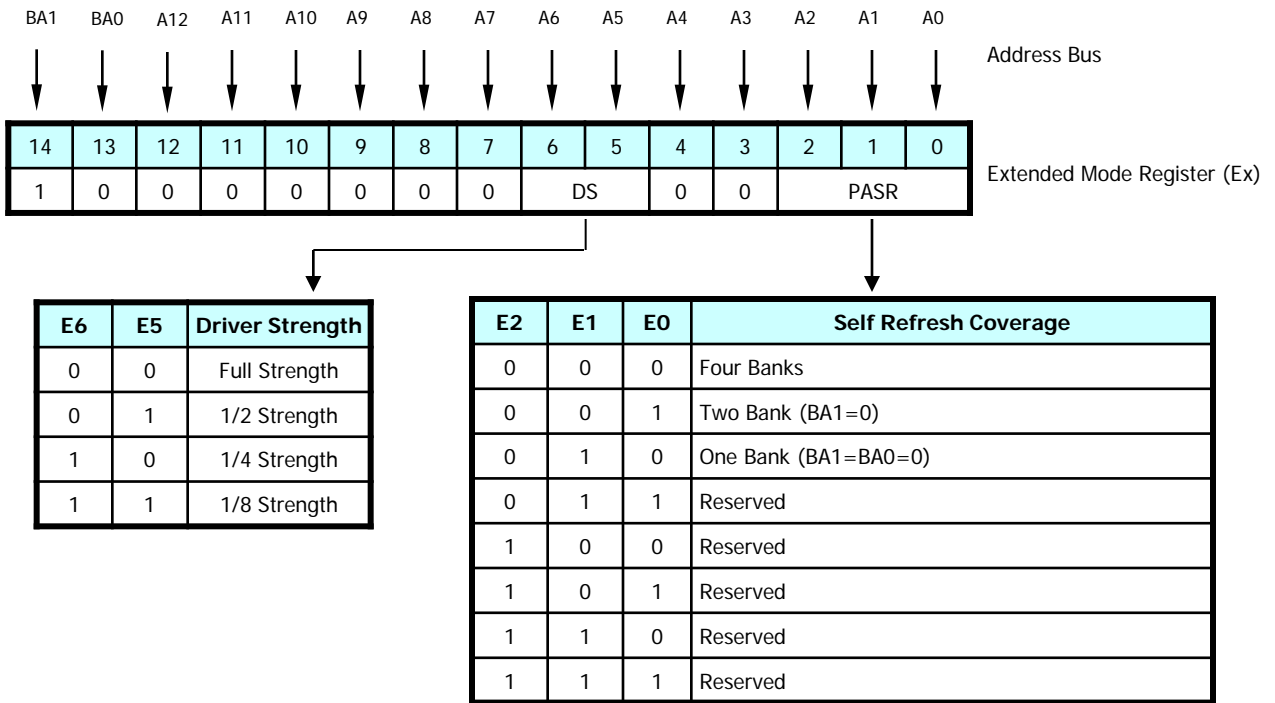 BA1 BA0 A12 A11 A10 A9 A8 A7 A6 A5 A4 A3 A2 A1 A0
Address Bus
14 13 12 11 10 9 8 7 6 5 4 3 2 1 0
1 0 0 0 0 0 0 0 DS 0 0 PASR
Extended Mode Register (Ex)
E6 E5 Driver Strength
0 0 Full Strength
0 1 1/2 Strength
1 0 1/4 Strength
1 1 1/8 Strength
E2 E1 E0 Self Refresh Coverage
0 0 0 Four Banks
0 0 1 Two Bank (BA1=0)
0 1 0 One Bank (BA1=BA0=0)
0 1 1 Reserved
1 0 0 Reserved
1 0 1 Reserved
1 1 0 Reserved
1 1 1 Reserved